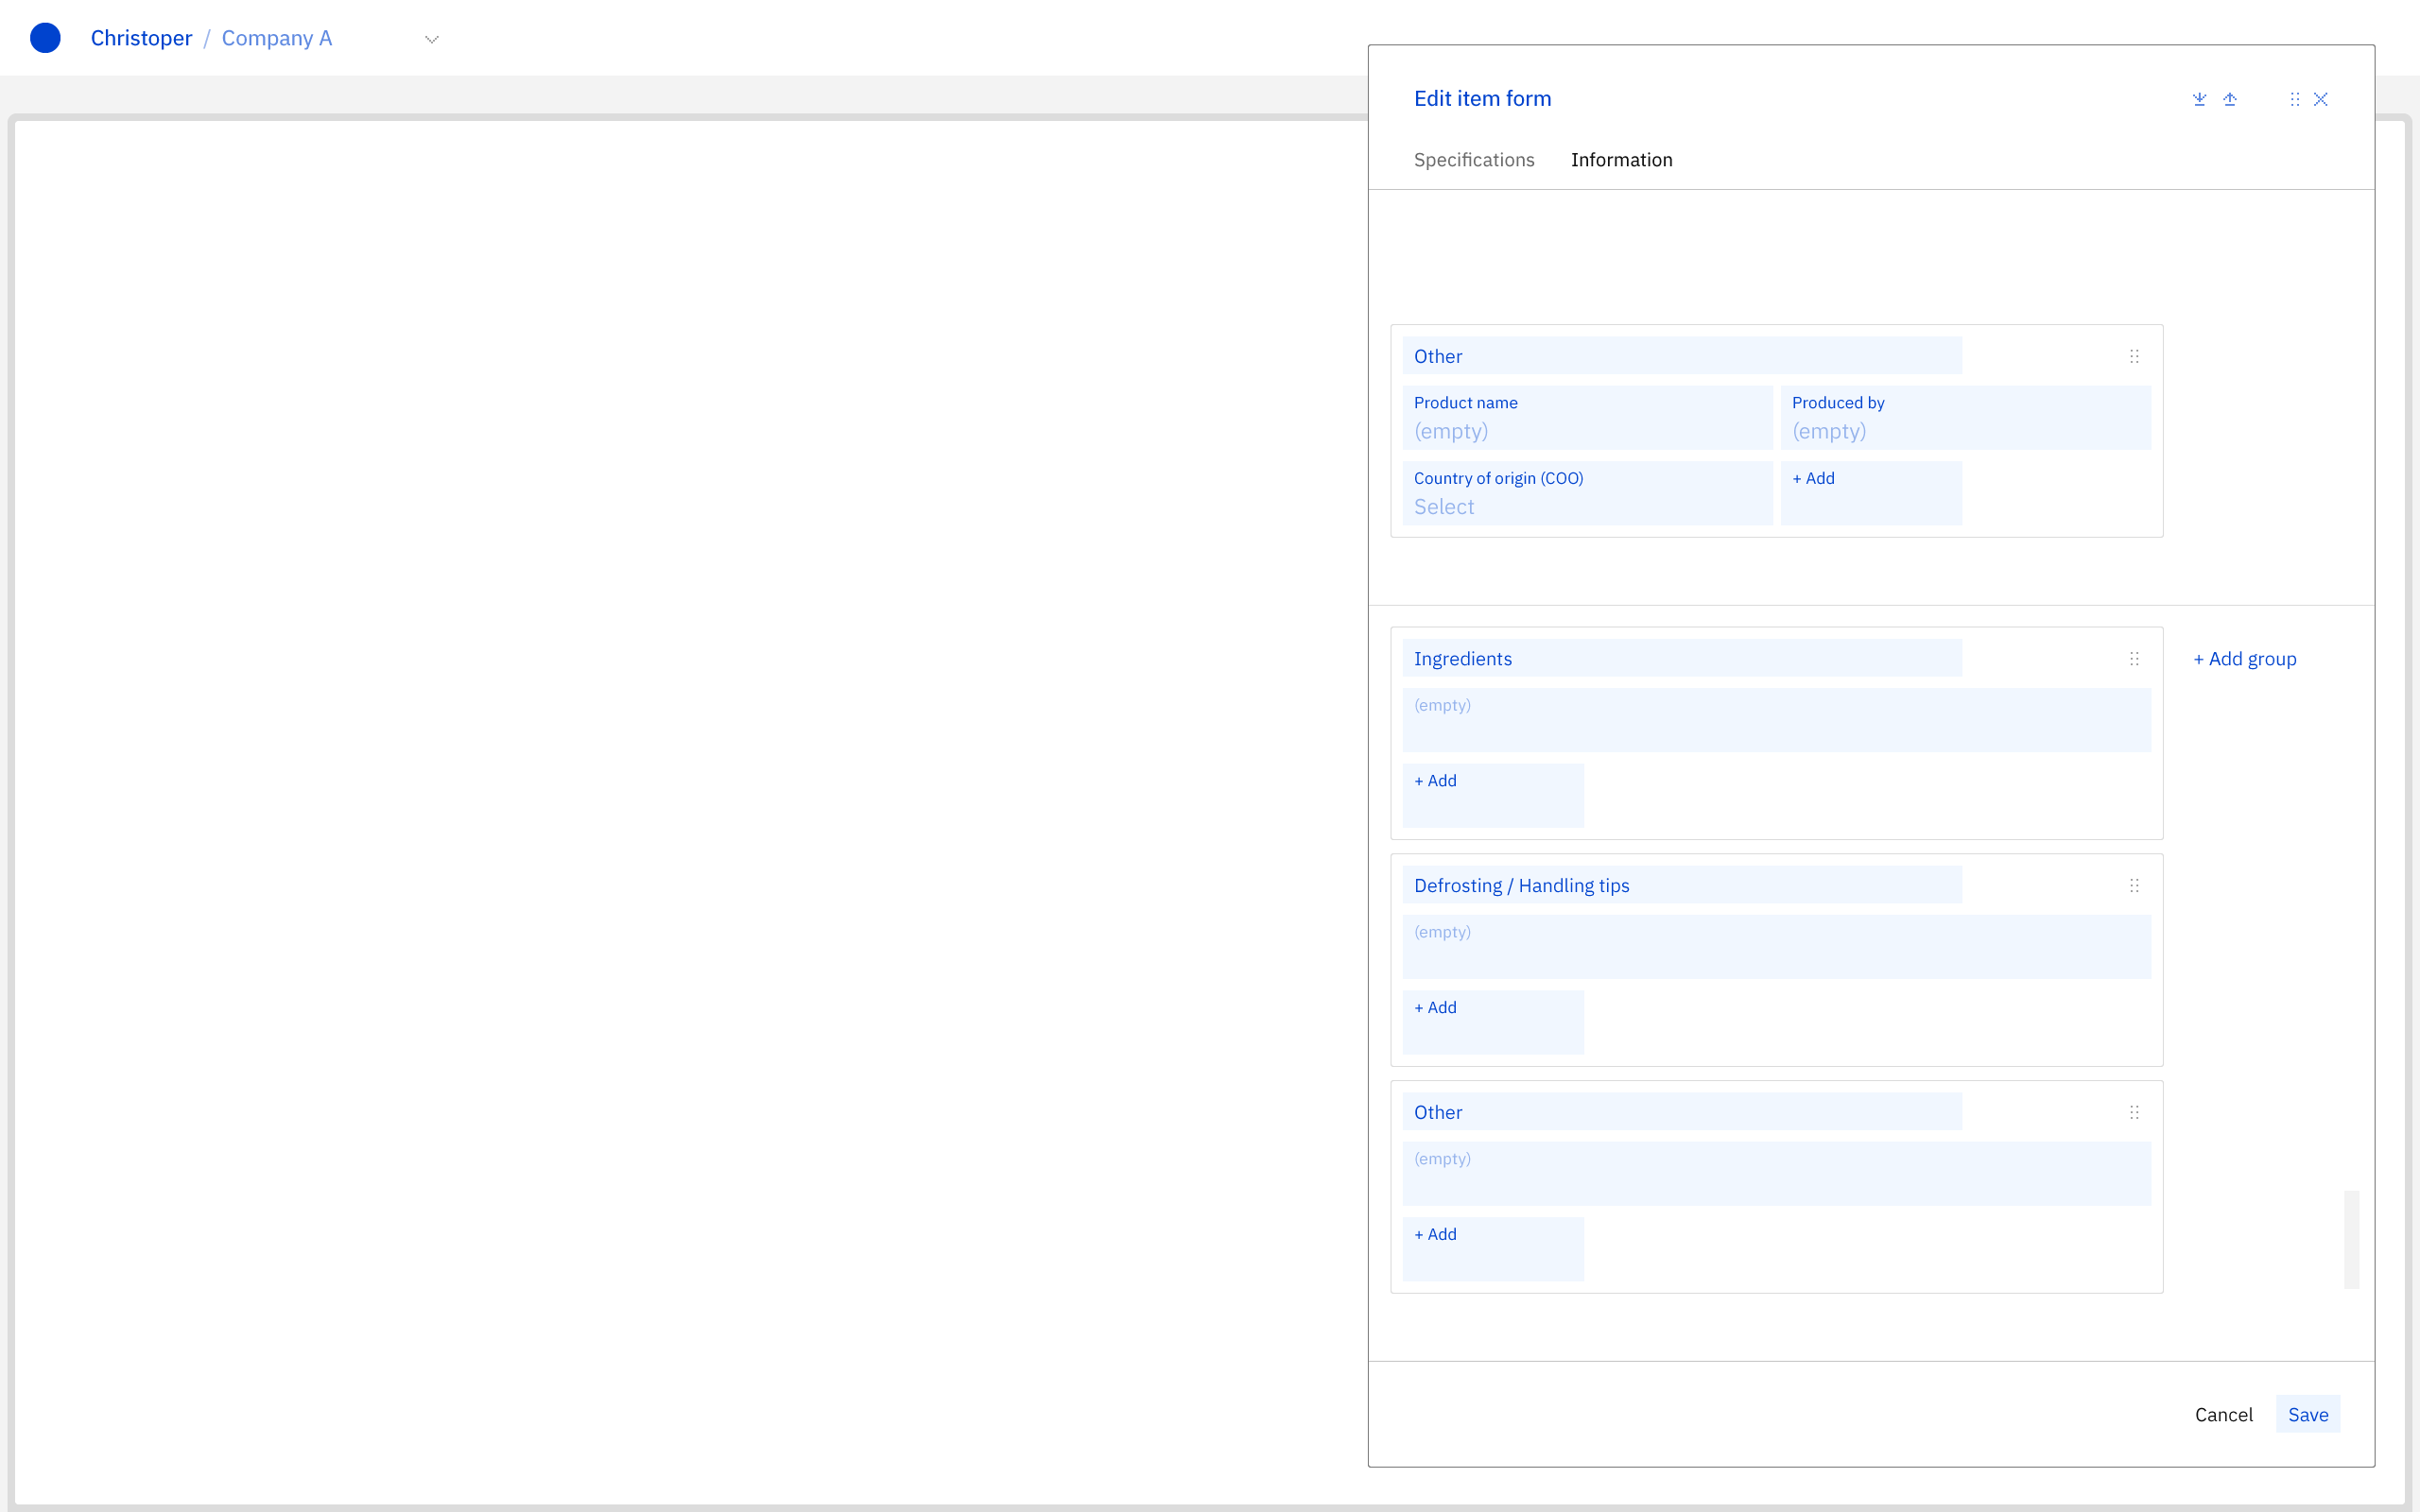 Christoper / Company A
Edit item form
Specifications Information
Other
Product name Produced by
(empty) (empty)
Country of origin (COO) + Add
Select
Ingredients + Add group
(empty)
+ Add
Defrosting / Handling tips
(empty)
+ Add
Other
(empty)
+ Add
Cancel Save